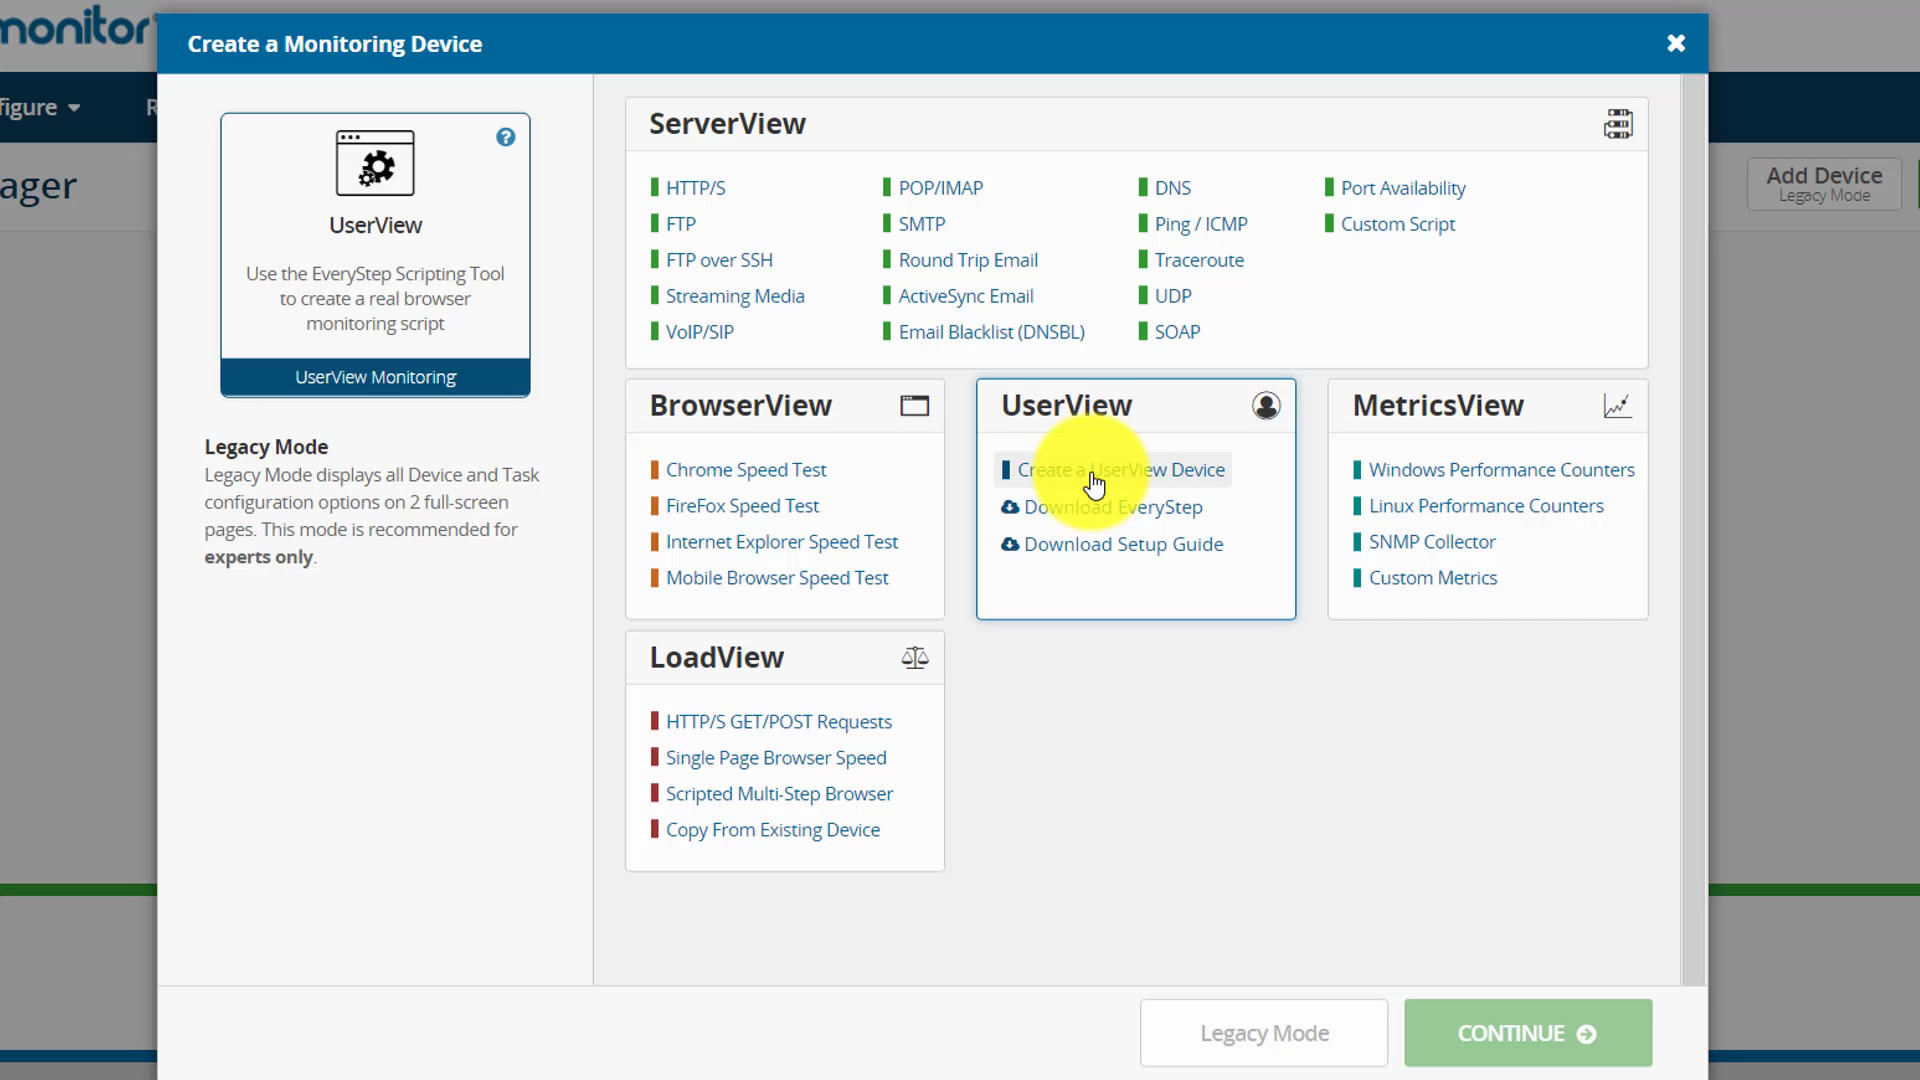 monitor
Create a Monitoring Device
figure
R
ager
Add Device
Legacy Mode
UserView
Use the EveryStep Scripting Tool
to create a real browser
monitoring script
UserView Monitoring
Legacy Mode
Legacy Mode displays all Device and Task
configuration options on 2 full-screen
pages. This mode is recommended for
experts only.
ServerView
HTTP/S
FTP
FTP over SSH
Streaming Media
VoIP/SIP
POP/IMAP
SMTP
Round Trip Email
ActiveSync Email
Email Blacklist (DNSBL)
DNS
Ping / ICMP
Traceroute
UDP
SOAP
Port Availability
Custom Script
BrowserView
Chrome Speed Test
FireFox Speed Test
Internet Explorer Speed Test
Mobile Browser Speed Test
UserView
Create a UserView Device
Download EveryStep
Download Setup Guide
MetricsView
Windows Performance Counters
Linux Performance Counters
SNMP Collector
Custom Metrics
LoadView
HTTP/S GET/POST Requests
Single Page Browser Speed
Scripted Multi-Step Browser
Copy From Existing Device
Legacy Mode
CONTINUE